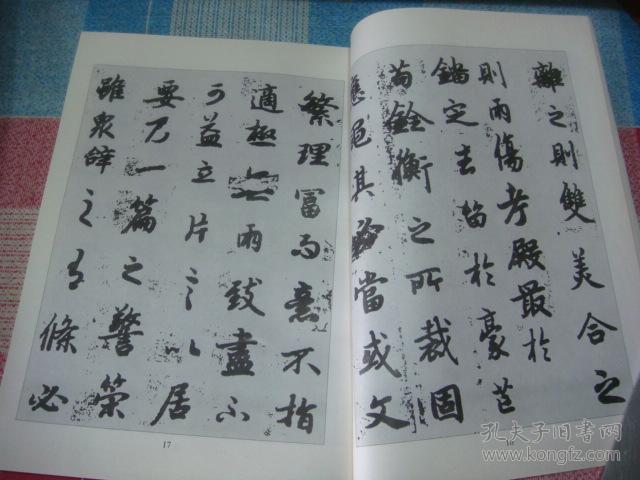 離之則雙美合之
則兩傷考殿最於
錙定去留於豪芒
苟銓衡之所裁固
應繩其必當或文
繁理富而意不指
適極無兩致盡不
可益立片言以居
要乃一篇之警策
雖衆辭之有條必
17
孔夫子旧书网
www.kongfz.com